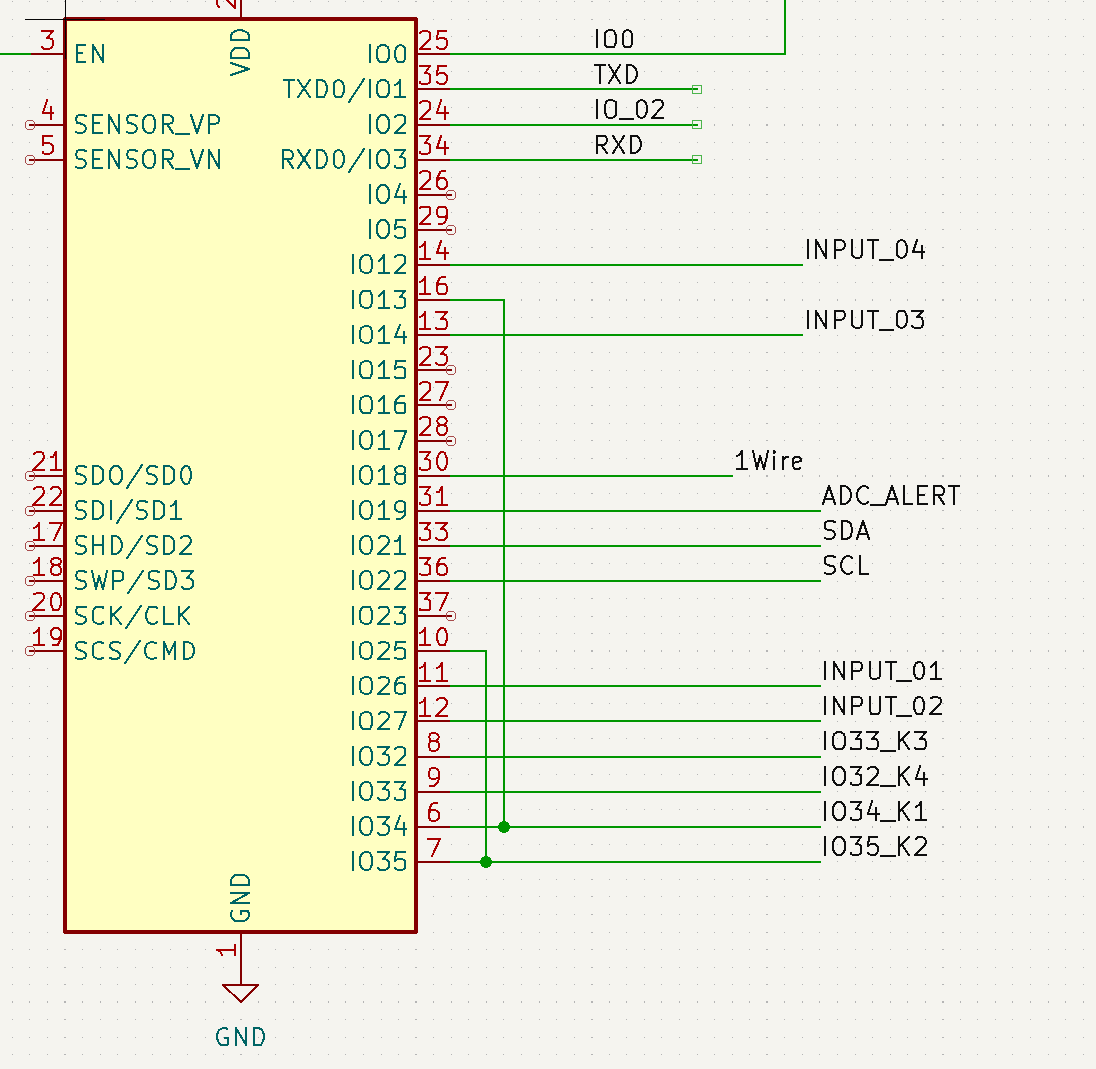 2
3 EN VDD IO0 25 IO0
TXD0/IO1 35 TXD
4 SENSOR_VP IO2 24 IO_02
5 SENSOR_VN RXD0/IO3 34 RXD
IO4 26
IO5 29
IO12 14 INPUT_04
IO13 16
IO14 13 INPUT_03
IO15 23
IO16 27
IO17 28
21 SDO/SD0 IO18 30 1Wire
22 SDI/SD1 IO19 31 ADC_ALERT
17 SHD/SD2 IO21 33 SDA
18 SWP/SD3 IO22 36 SCL
20 SCK/CLK IO23 37
19 SCS/CMD IO25 10
IO26 11 INPUT_01
IO27 12 INPUT_02
IO32 8 IO33_K3
IO33 9 IO32_K4
IO34 6 IO34_K1
IO35 7 IO35_K2
GND
1
GND